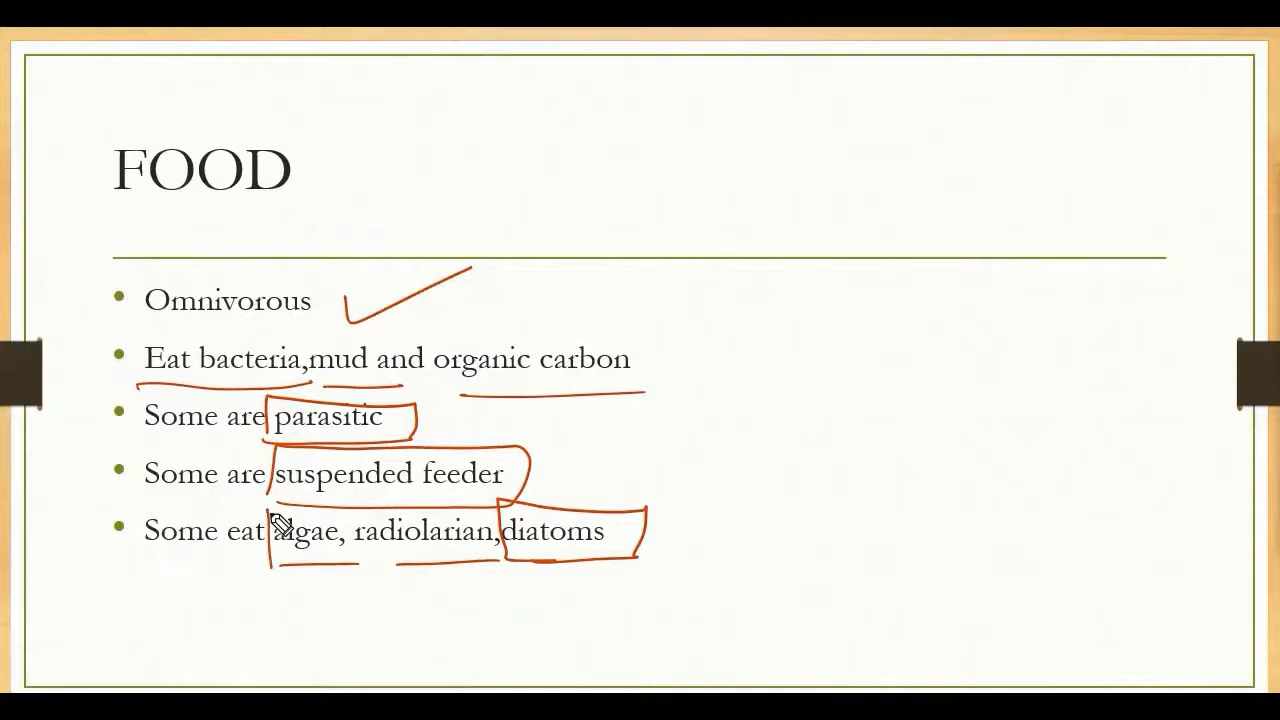 FOOD
• Omnivorous
• Eat bacteria,mud and organic carbon
• Some are parasitic
• Some are suspended feeder
• Some eat algae, radiolarian,diatoms